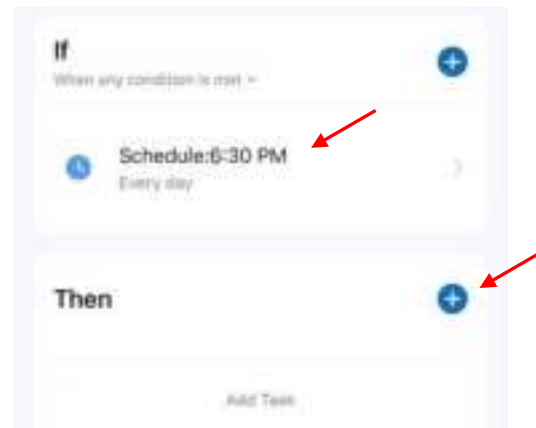 If
When any condition is met
Schedule:6:30 PM
Every day
Then
Add Task